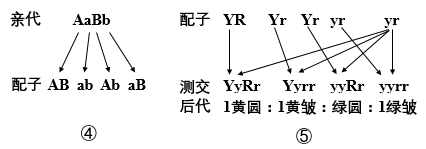 亲代 AaBb
配子 AB ab Ab aB
④
配子 YR Yr Yr yr yr
测交后代 YyRr Yyrr yyRr yyrr
1黄圆：1黄皱：绿圆：1绿皱
⑤